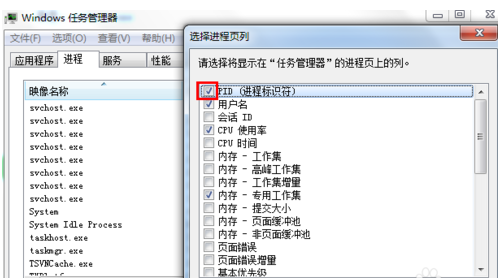 Windows 任务管理器
文件(F) 选项(O) 查看(V) 帮助(H)
应用程序 进程 服务 性能
映像名称
svchost.exe
svchost.exe
svchost.exe
svchost.exe
svchost.exe
svchost.exe
svchost.exe
svchost.exe
System
System Idle Process
taskhost.exe
taskmgr.exe
TSVNCache.exe
选择进程页列
请选择将显示在“任务管理器”的进程页上的列。
PID (进程标识符)
用户名
会话 ID
CPU 使用率
CPU 时间
内存 - 工作集
内存 - 高峰工作集
内存 - 工作集增量
内存 - 专用工作集
内存 - 提交大小
内存 - 页面缓冲池
内存 - 非页面缓冲池
页面错误
页面错误增量
基本优先级